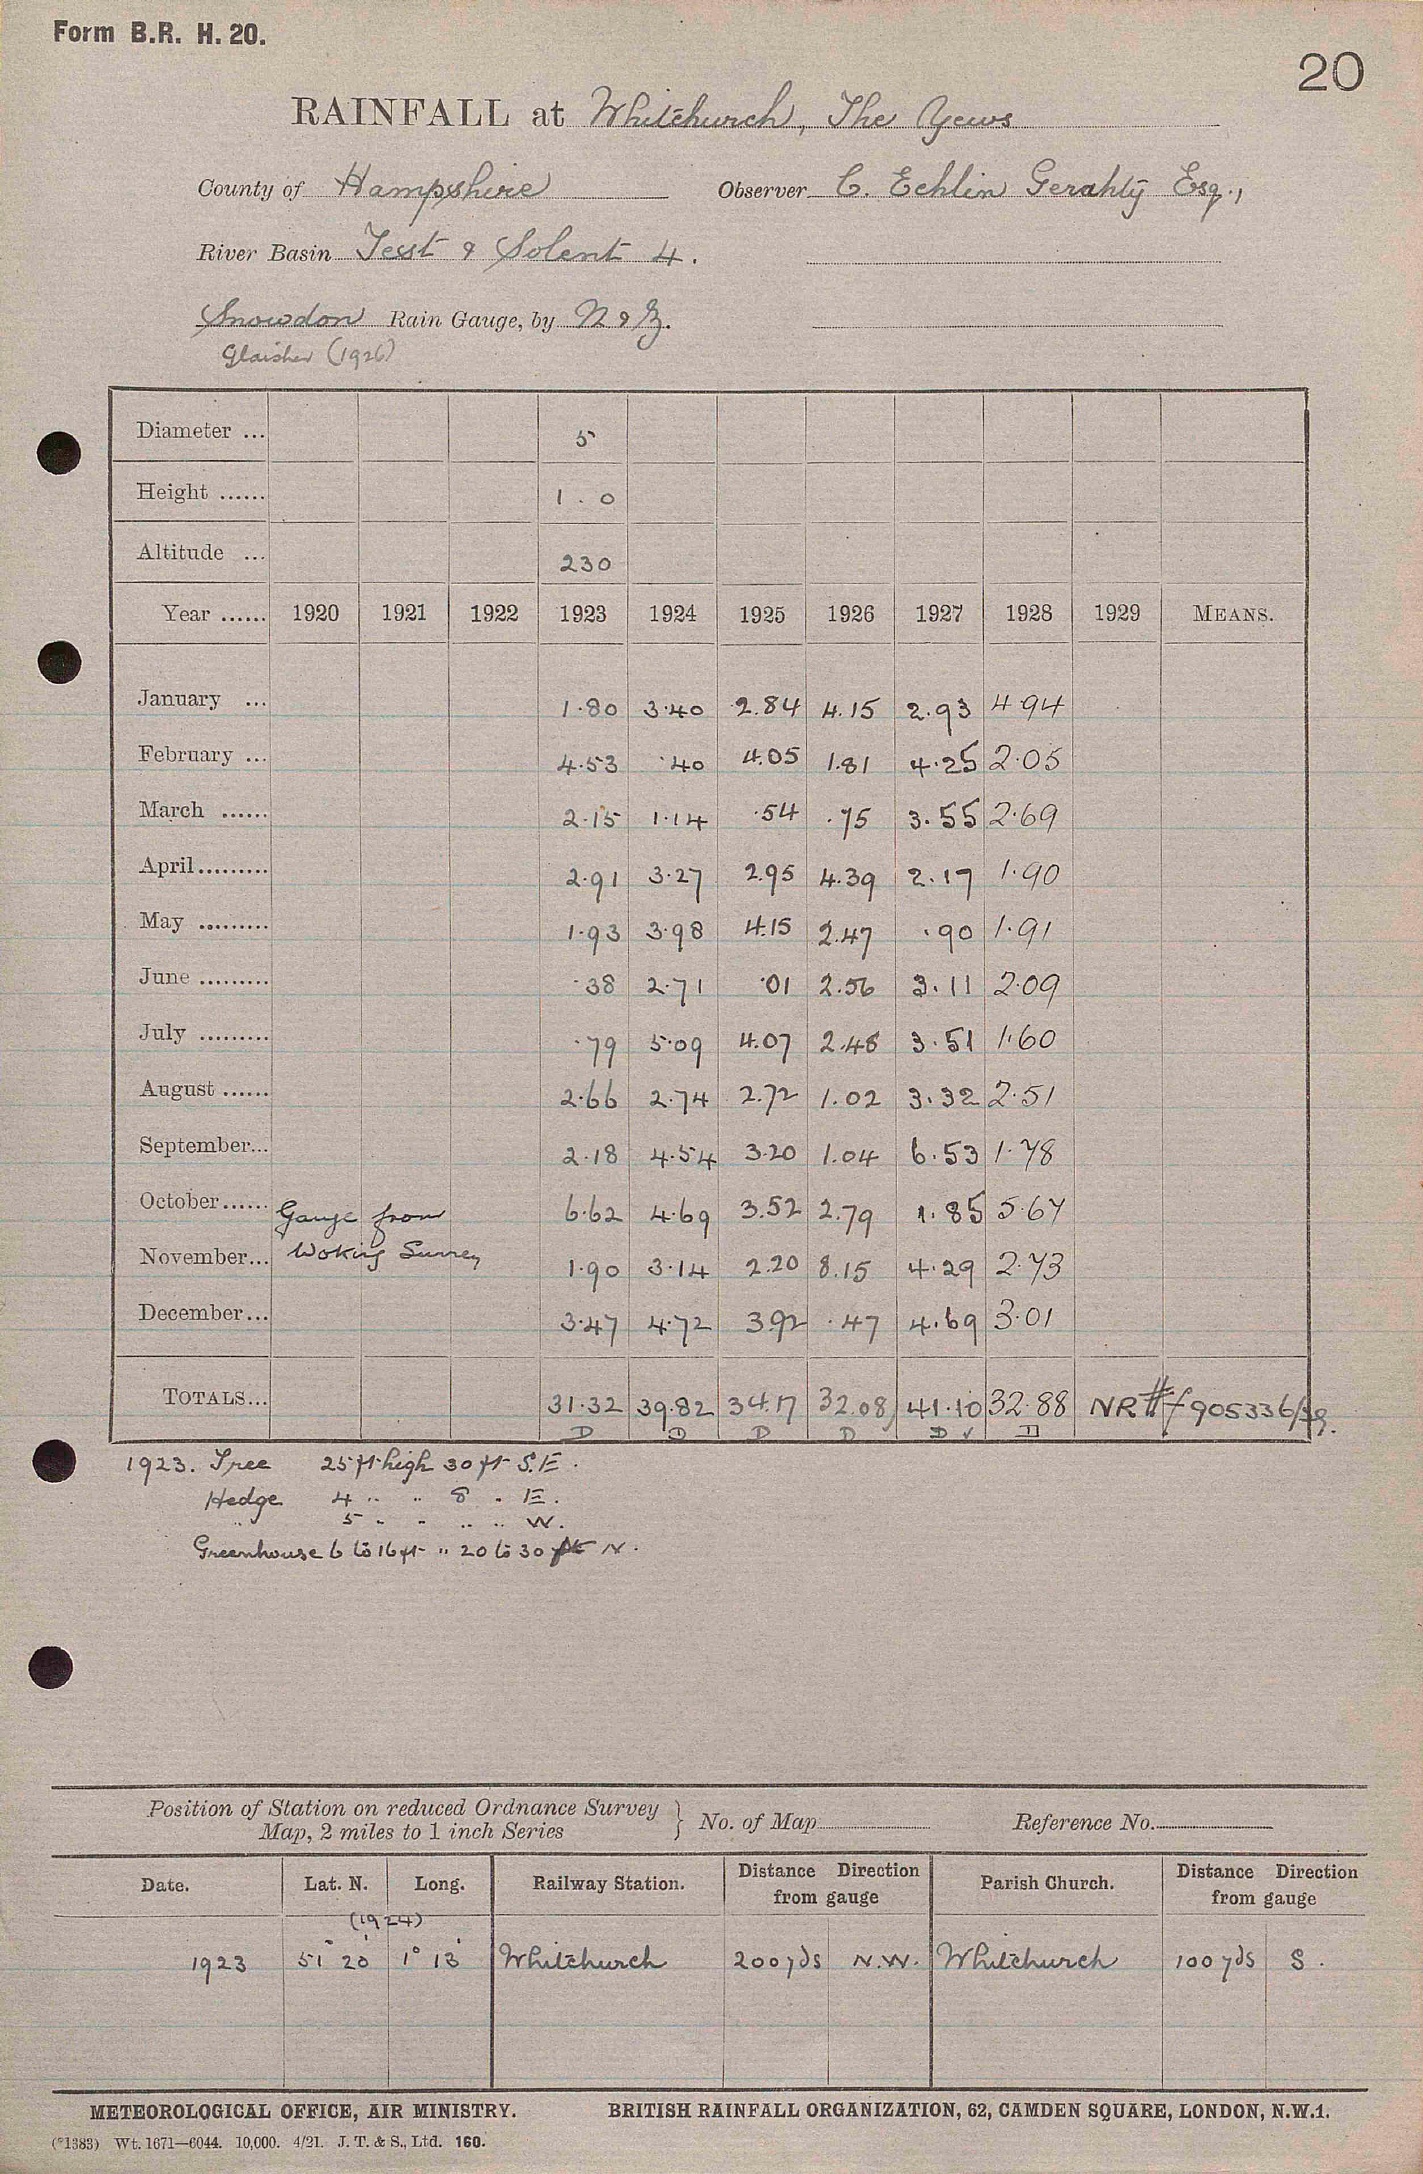 Form B.R. H. 20.
20
RAINFALL at Whitchurch, The Yews
County of Hampshire Observer C. Echlin Gerahty Esq.,
River Basin Test & Solent 4.
Snowdon Rain Gauge, by N & Z.
Glaisher (1926)
Diameter ... 5
Height ...... 1 . 0
Altitude ... 230
Year ...... 1920 1921 1922 1923 1924 1925 1926 1927 1928 1929 MEANS.
January ... 1.80 3.40 2.84 4.15 2.93 4.94
February ... 4.53 .40 4.05 1.81 4.25 2.05
March ...... 2.15 1.14 .54 .75 3.55 2.69
April......... 2.91 3.27 2.95 4.39 2.17 1.90
May ......... 1.93 3.98 4.15 2.47 .90 1.91
June ......... .38 2.71 .01 2.56 3.11 2.09
July ......... .79 5.09 4.07 2.48 3.51 1.60
August ...... 2.66 2.74 2.72 1.02 3.32 2.51
September... 2.18 4.54 3.20 1.04 6.53 1.78
October...... Gauge from 6.62 4.69 3.52 2.79 1.85 5.67
November... Woking Surrey 1.90 3.14 2.20 8.15 4.29 2.73
December... 3.47 4.72 3.92 .47 4.69 3.01
TOTALS... 31.32 39.82 34.17 32.08 41.10 32.88 NR # f 905336/29.
D D D D D ✓ D
1923. Tree 25 ft high 30 ft S.E.
Hedge 4 " " 8 " E.
" 5 " " " " W.
Greenhouse 6 to 16 ft " 20 to 30 ft N.
Position of Station on reduced Ordnance Survey
Map, 2 miles to 1 inch Series } No. of Map Reference No.
Date. Lat. N. Long. Railway Station. Distance Direction from gauge Parish Church. Distance Direction from gauge
(1924)
1923 51° 20' 1° 13' Whitchurch 200 yds N.W. Whitchurch 100 yds S.
METEOROLOGICAL OFFICE, AIR MINISTRY. BRITISH RAINFALL ORGANIZATION, 62, CAMDEN SQUARE, LONDON, N.W.1.
(*1383) Wt. 1671—6044. 10,000. 4/21. J. T. & S., Ltd. 160.